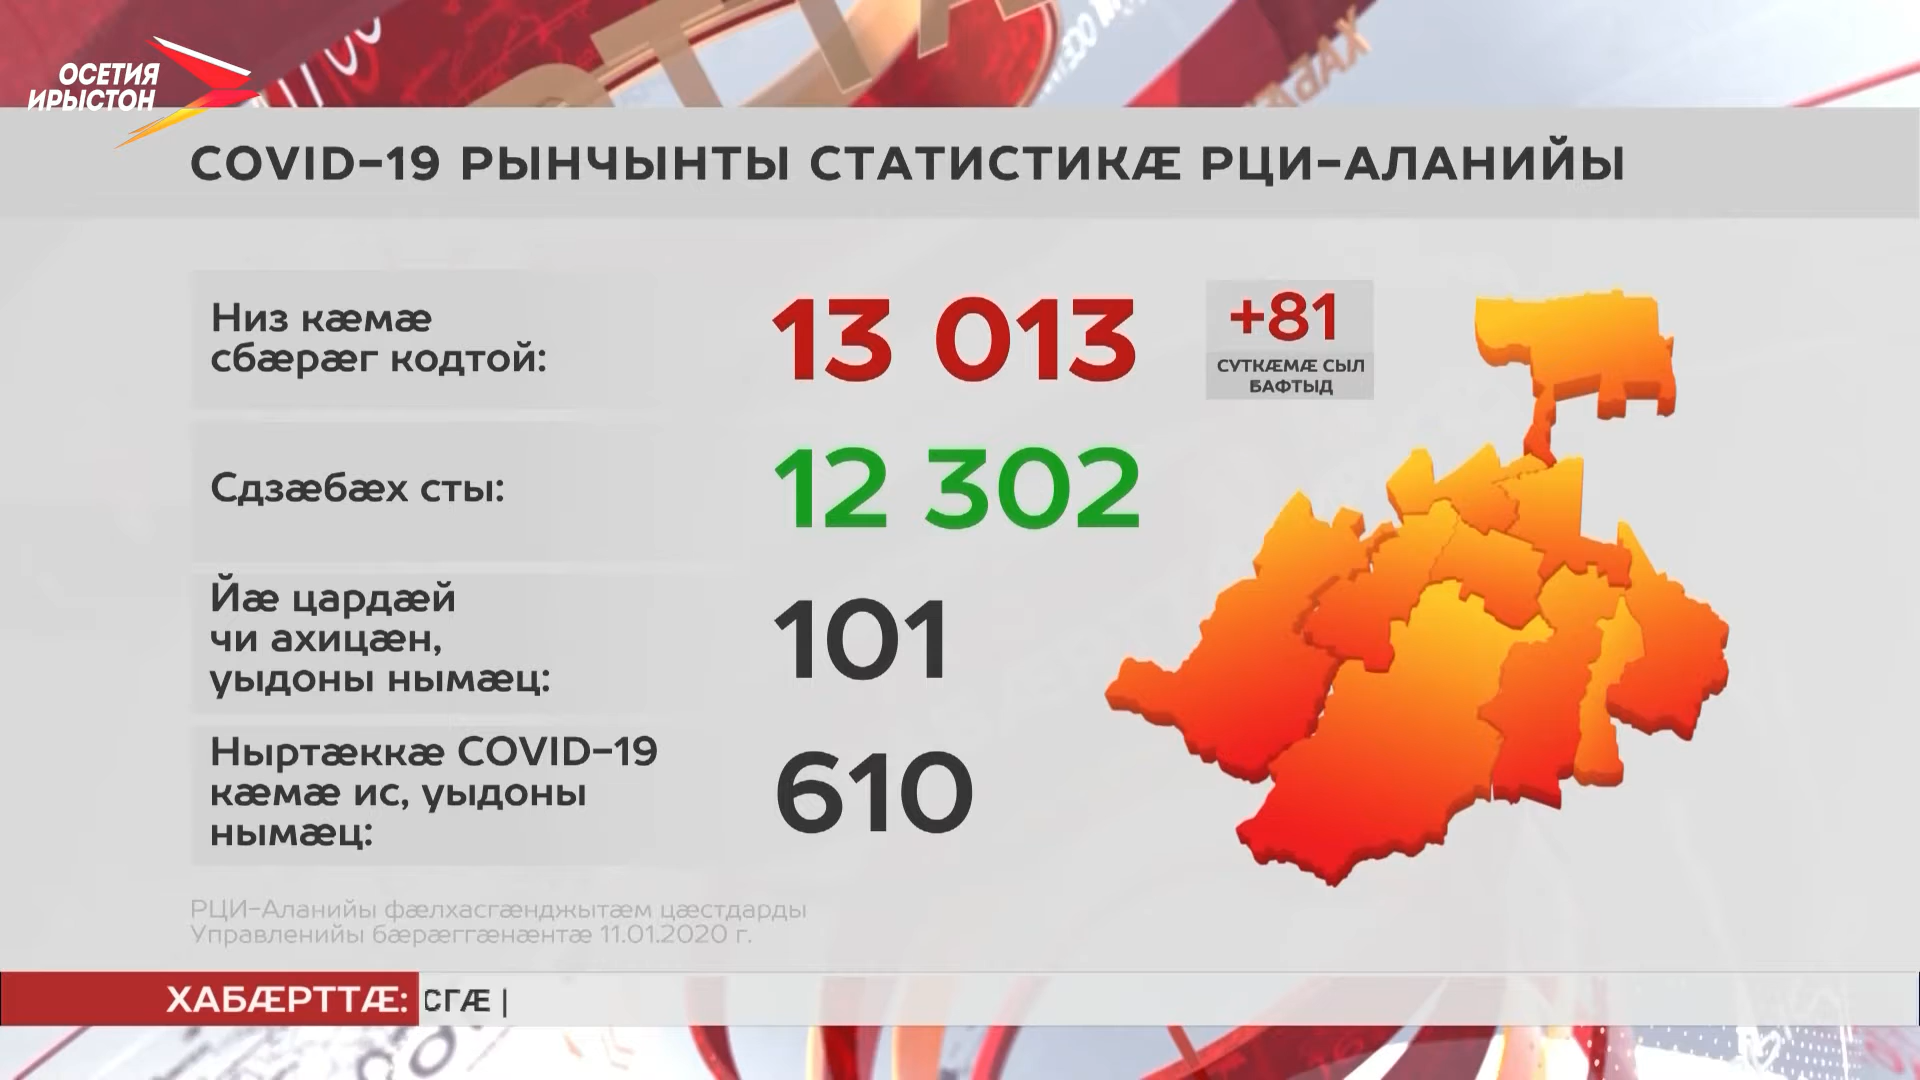 ОСЕТИЯ
ИРЫСТОН
COVID-19 РЫНЧЫНТЫ СТАТИСТИКÆ РЦИ-АЛАНИЙЫ
Низ кæмæ
сбæрæг кодтой:
13 013
+81
СУТКÆМÆ СЫЛ
БАФТЫД
Сдзæбæх сты:
12 302
Йæ цардæй
чи ахицæн,
уыдоны нымæц:
101
Ныртæккæ COVID-19
кæмæ ис, уыдоны
нымæц:
610
РЦИ-Аланийы фæлхасгæнджытæм цæстдарды
Управленийы бæрæггæнæнтæ 11.01.2020 г.
ХАБÆРТТÆ:
СГÆ |